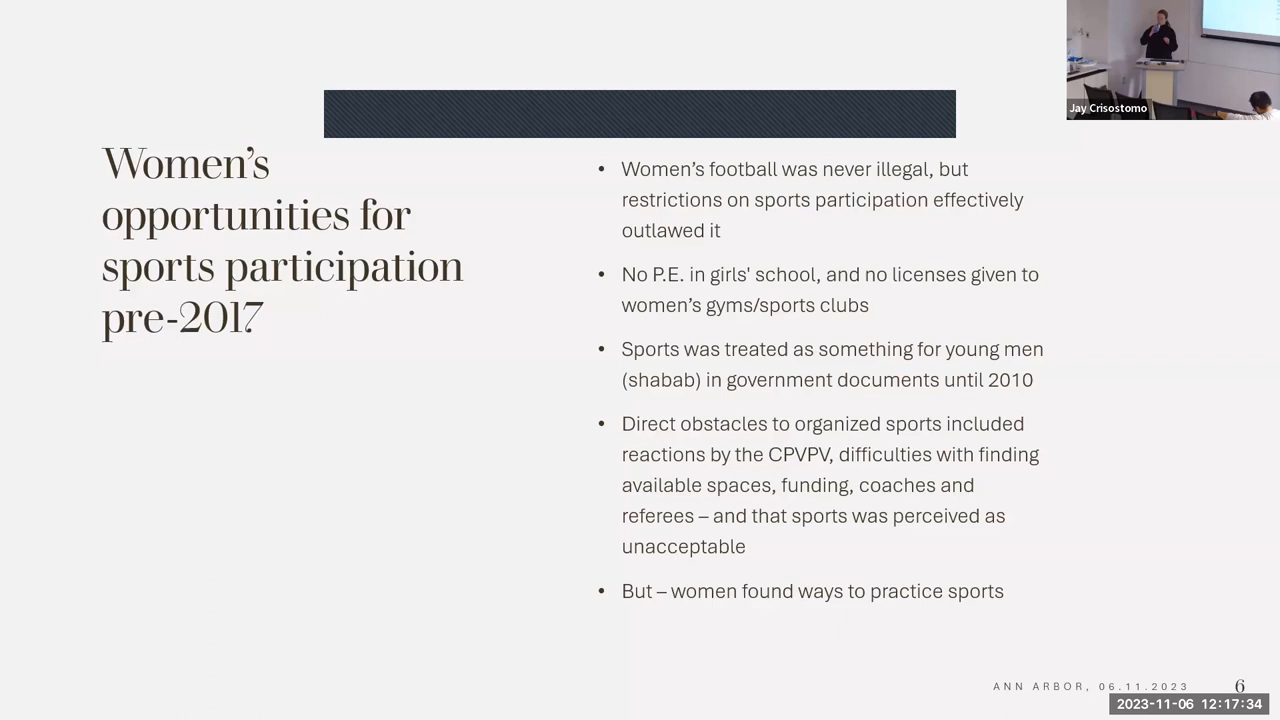 Jay Crisostomo
Women’s
opportunities for
sports participation
pre-2017
• Women’s football was never illegal, but
restrictions on sports participation effectively
outlawed it
• No P.E. in girls' school, and no licenses given to
women’s gyms/sports clubs
• Sports was treated as something for young men
(shabab) in government documents until 2010
• Direct obstacles to organized sports included
reactions by the CPVPV, difficulties with finding
available spaces, funding, coaches and
referees – and that sports was perceived as
unacceptable
• But – women found ways to practice sports
ANN ARBOR, 06.11.2023 6
2023-11-06 12:17:34